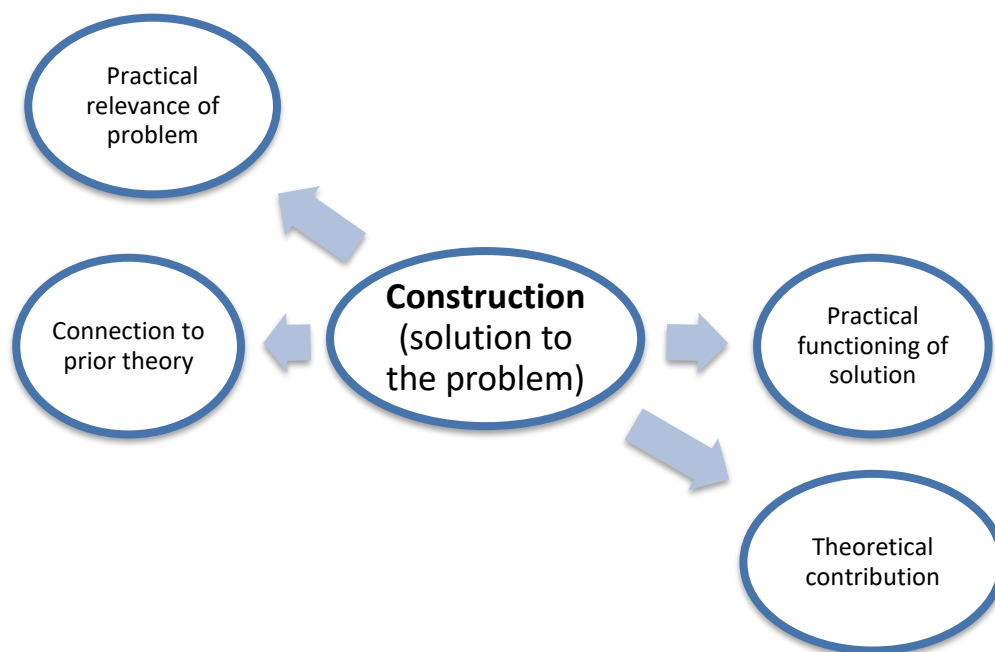 Practical
relevance of
problem
Connection to
prior theory
Construction
(solution to
the problem)
Practical
functioning of
solution
Theoretical
contribution